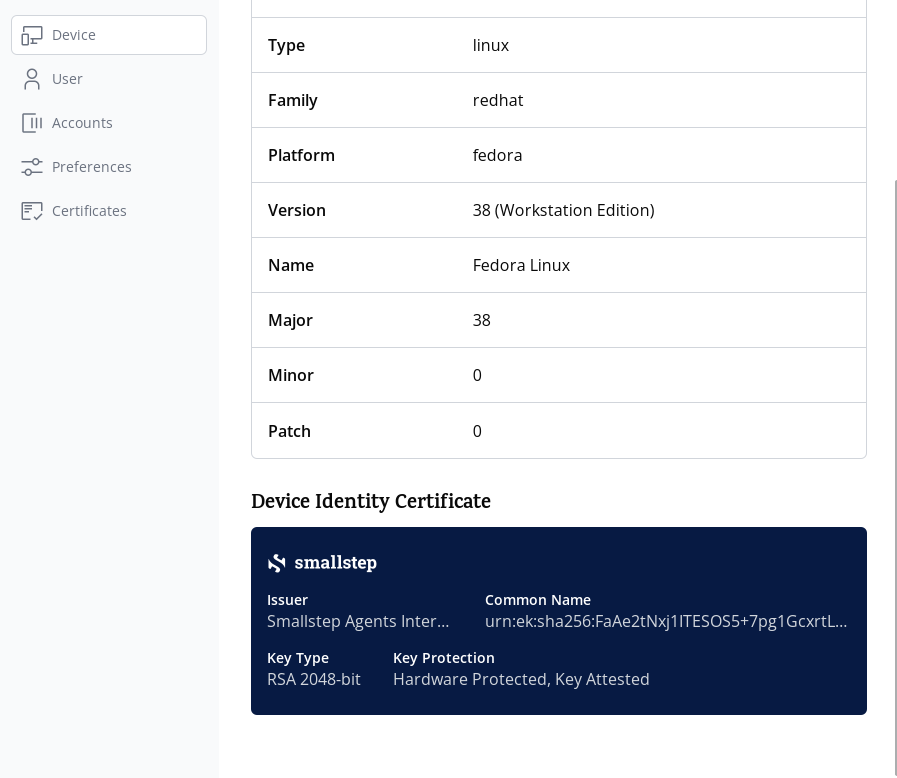 Device
User
Accounts
Preferences
Certificates
Type linux
Family redhat
Platform fedora
Version 38 (Workstation Edition)
Name Fedora Linux
Major 38
Minor 0
Patch 0
Device Identity Certificate
smallstep
Issuer Common Name
Smallstep Agents Inter... urn:ek:sha256:FaAe2tNxj1lTESOS5+7pg1GcxrtL...
Key Type Key Protection
RSA 2048-bit Hardware Protected, Key Attested